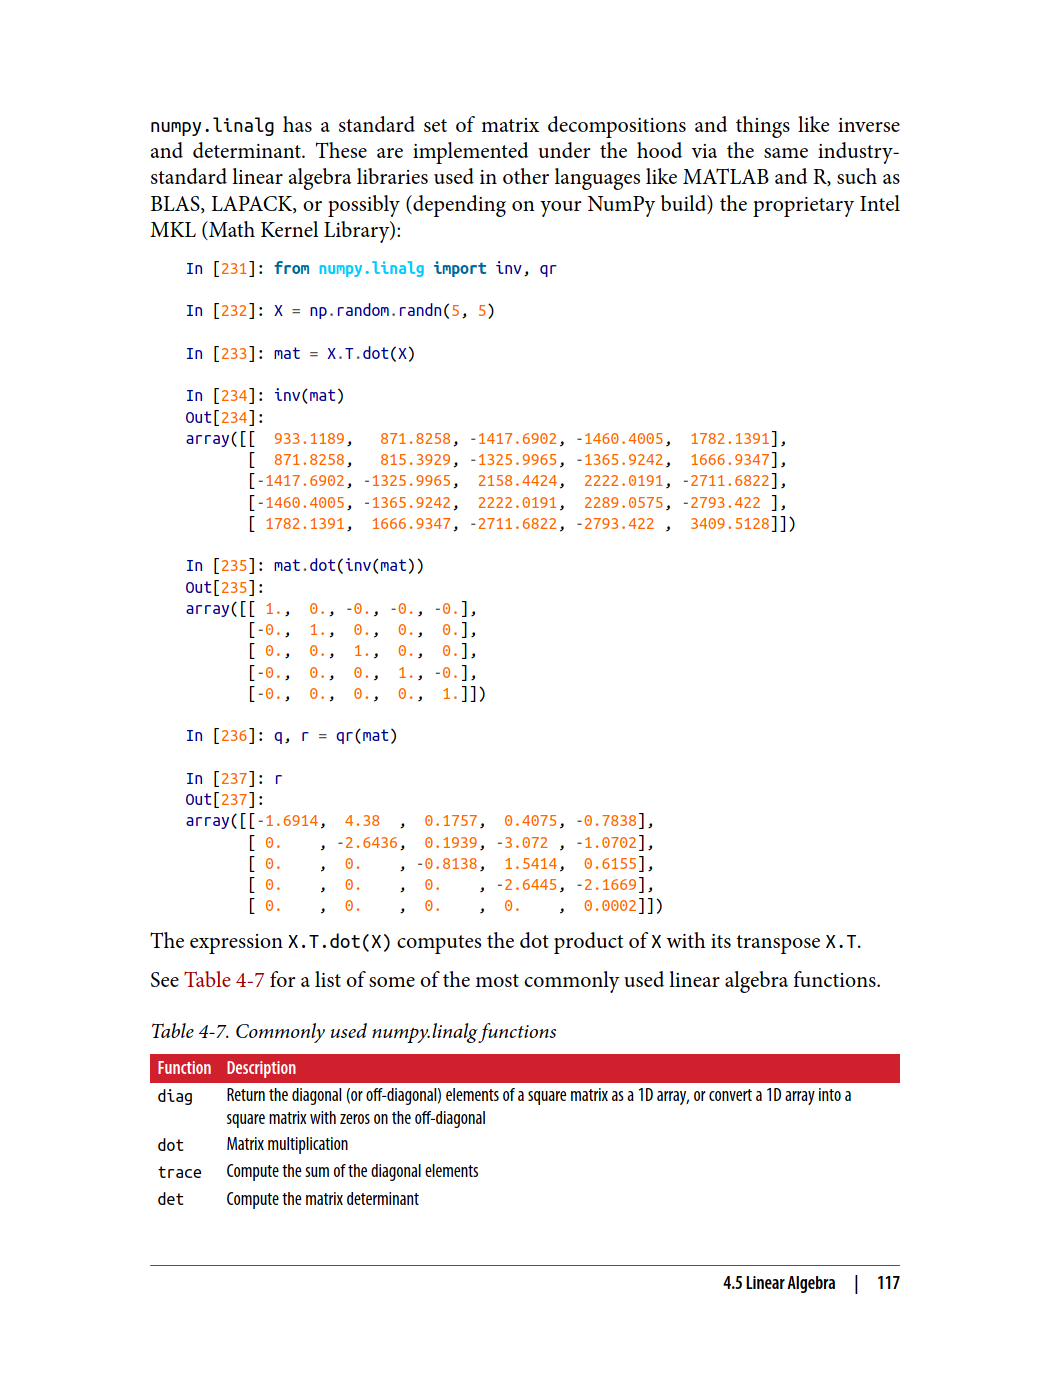 numpy.linalg has a standard set of matrix decompositions and things like inverse
and determinant. These are implemented under the hood via the same industry-
standard linear algebra libraries used in other languages like MATLAB and R, such as
BLAS, LAPACK, or possibly (depending on your NumPy build) the proprietary Intel
MKL (Math Kernel Library):
In [231]: from numpy.linalg import inv, qr
In [232]: X = np.random.randn(5, 5)
In [233]: mat = X.T.dot(X)
In [234]: inv(mat)
Out[234]:
array([[  933.1189,   871.8258, -1417.6902, -1460.4005,  1782.1391],
       [  871.8258,   815.3929, -1325.9965, -1365.9242,  1666.9347],
       [-1417.6902, -1325.9965,  2158.4424,  2222.0191, -2711.6822],
       [-1460.4005, -1365.9242,  2222.0191,  2289.0575, -2793.422 ],
       [ 1782.1391,  1666.9347, -2711.6822, -2793.422 ,  3409.5128]])
In [235]: mat.dot(inv(mat))
Out[235]:
array([[ 1.,  0., -0., -0., -0.],
       [-0.,  1.,  0.,  0.,  0.],
       [ 0.,  0.,  1.,  0.,  0.],
       [-0.,  0.,  0.,  1., -0.],
       [-0.,  0.,  0.,  0.,  1.]])
In [236]: q, r = qr(mat)
In [237]: r
Out[237]:
array([[-1.6914,  4.38  ,  0.1757,  0.4075, -0.7838],
       [ 0.    , -2.6436,  0.1939, -3.072 , -1.0702],
       [ 0.    ,  0.    , -0.8138,  1.5414,  0.6155],
       [ 0.    ,  0.    ,  0.    , -2.6445, -2.1669],
       [ 0.    ,  0.    ,  0.    ,  0.    ,  0.0002]])
The expression X.T.dot(X) computes the dot product of X with its transpose X.T.
See Table 4-7 for a list of some of the most commonly used linear algebra functions.
Table 4-7. Commonly used numpy.linalg functions
Function Description
diag Return the diagonal (or off-diagonal) elements of a square matrix as a 1D array, or convert a 1D array into a
square matrix with zeros on the off-diagonal
dot Matrix multiplication
trace Compute the sum of the diagonal elements
det Compute the matrix determinant
4.5 Linear Algebra | 117